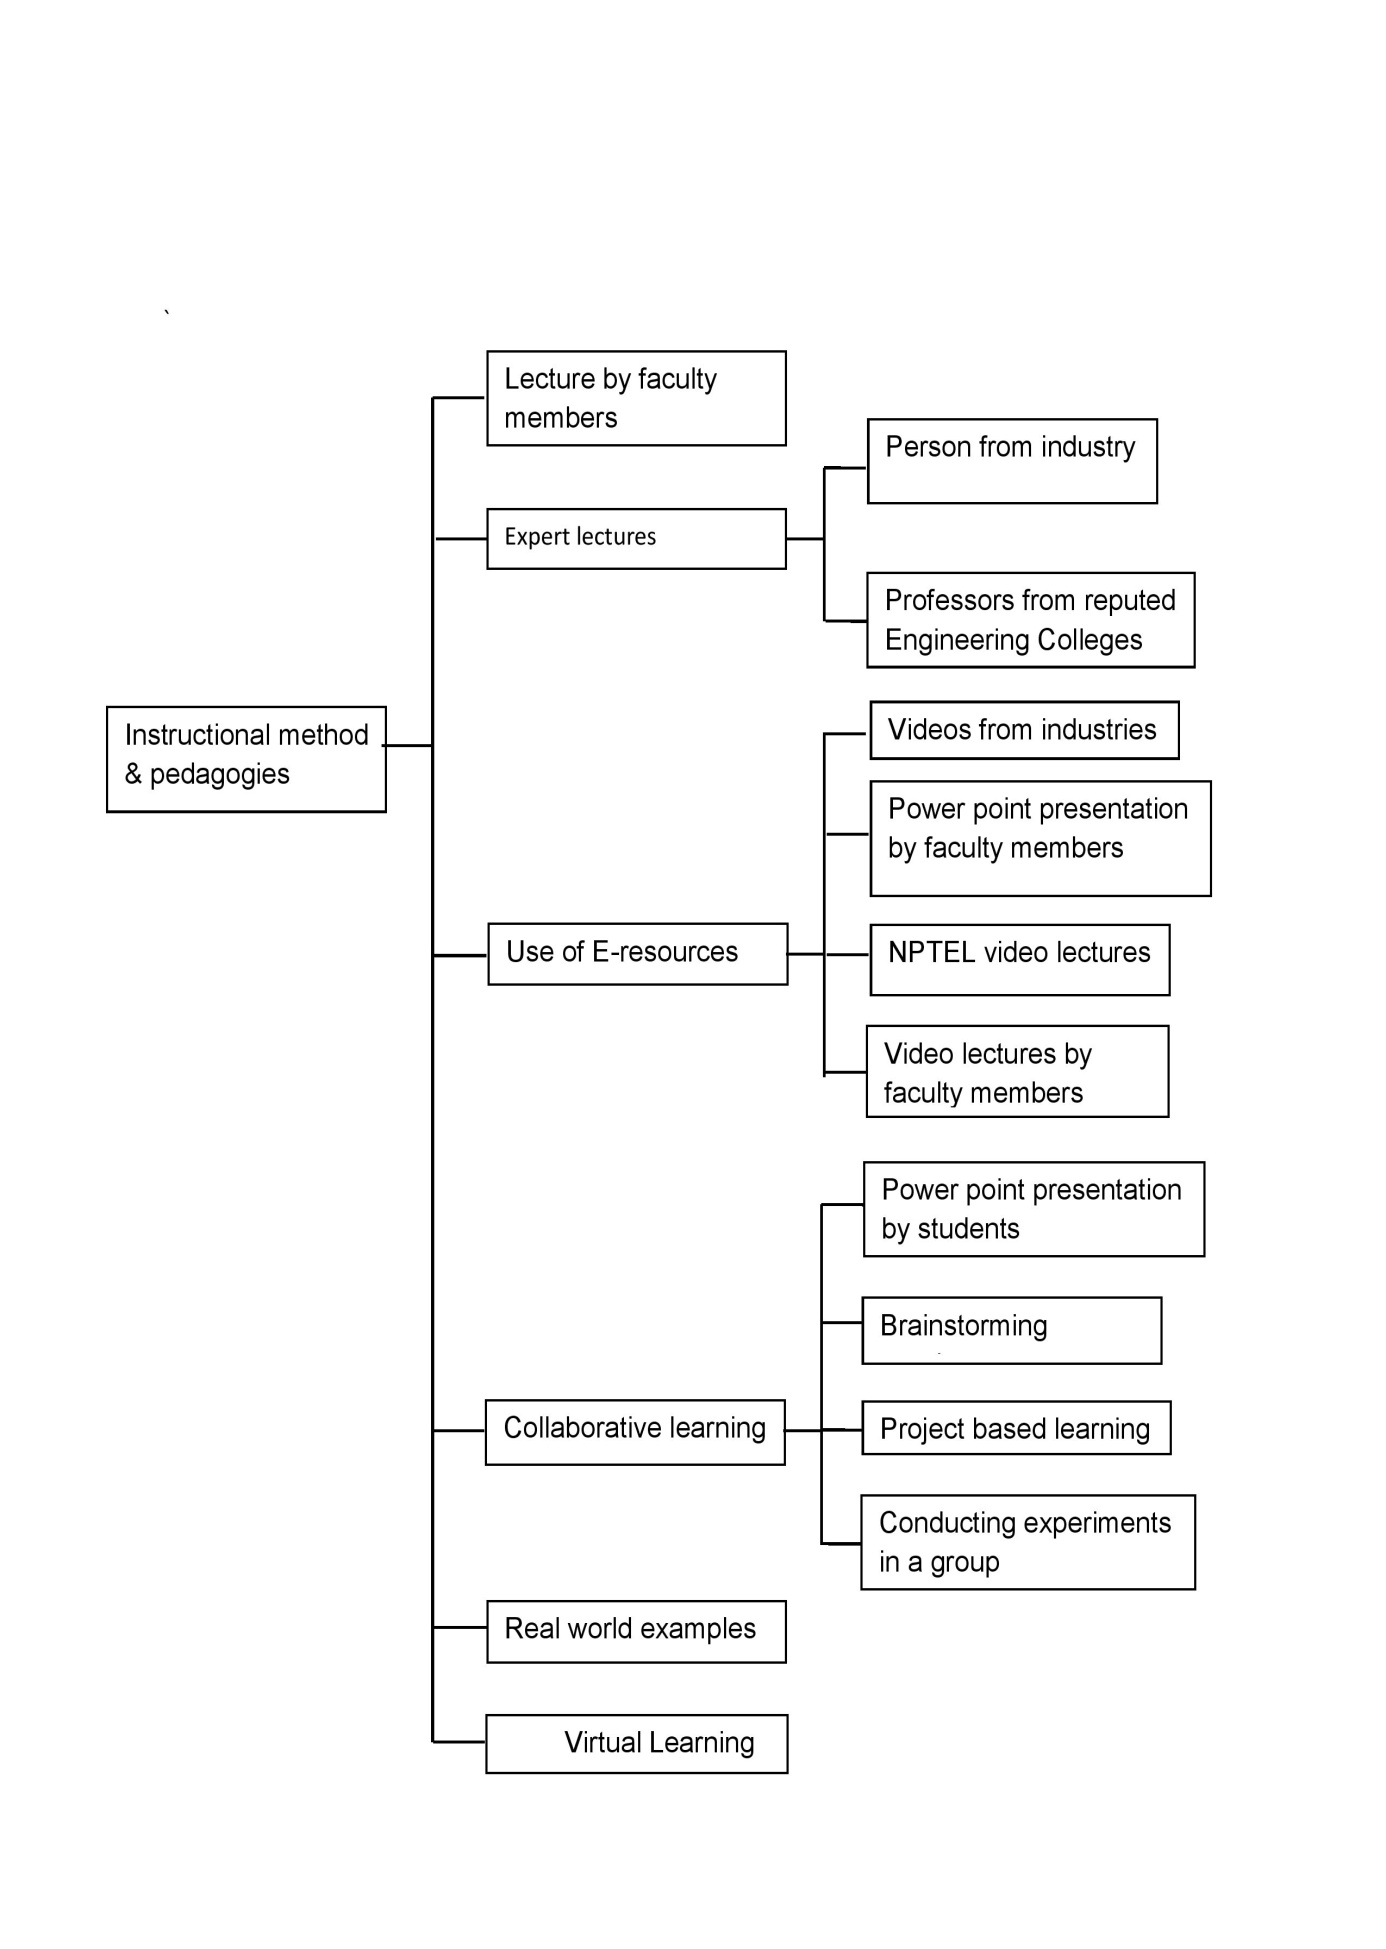 `
Lecture by faculty
members
Person from industry
Expert lectures
Professors from reputed
Engineering Colleges
Instructional method
& pedagogies
Videos from industries
Power point presentation
by faculty members
Use of E-resources
NPTEL video lectures
Video lectures by
faculty members
Power point presentation
by students
Brainstorming
Collaborative learning
Project based learning
Conducting experiments
in a group
Real world examples
Virtual Learning